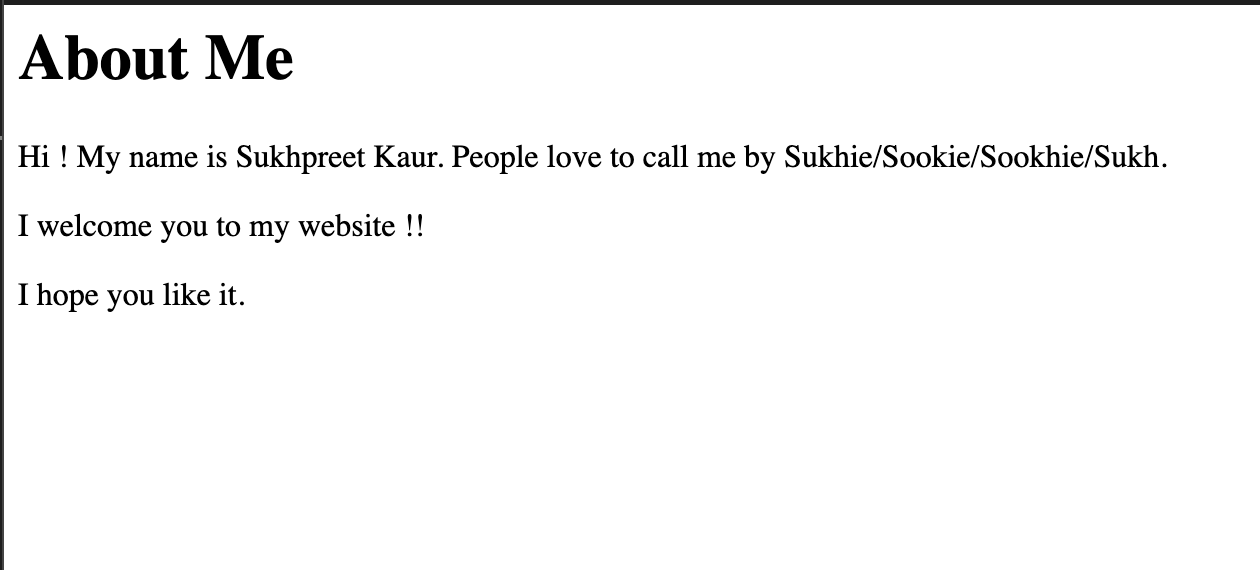 About Me
Hi ! My name is Sukhpreet Kaur. People love to call me by Sukhie/Sookie/Sookhie/Sukh.
I welcome you to my website !!
I hope you like it.